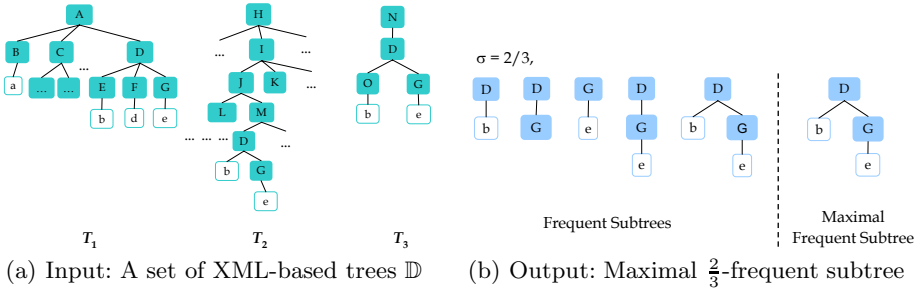 A
B
C
D
...
... ...
E
F
G
a
b
d
e
H
...
I
...
J
K
...
L
M
... ... ...
D
...
b
G
e
N
D
O
G
b
e
T1
T2
T3
(a) Input: A set of XML-based trees 𝔻
σ = 2/3,
D
D
G
D
D
D
b
G
e
G
b
G
b
G
e
e
e
Frequent Subtrees
Maximal
Frequent Subtree
(b) Output: Maximal 2/3-frequent subtree